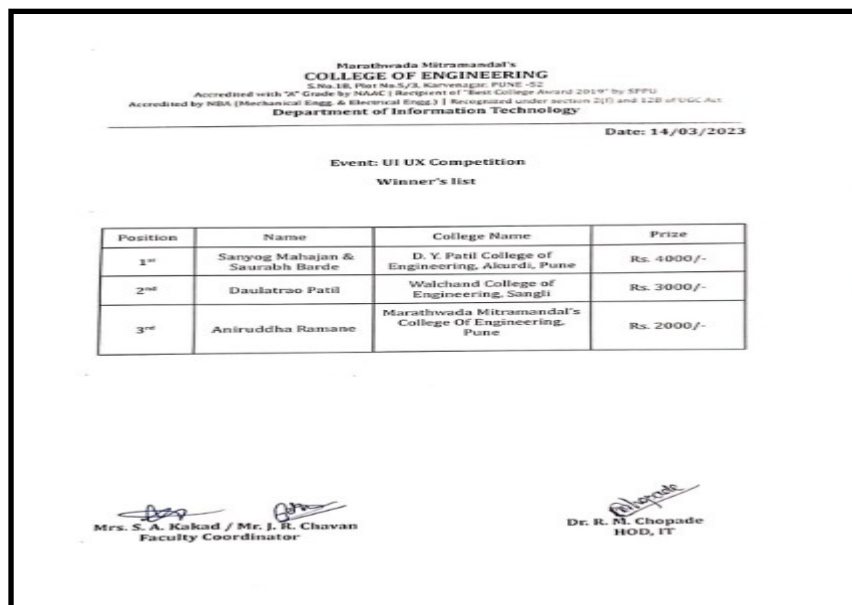 Marathwada Mitramandal's
COLLEGE OF ENGINEERING
S.No.18, Plot No.5/3, Karvenagar, PUNE -52
Accredited with "A" Grade by NAAC | Recipient of "Best College Award 2019" by SPPU
Accredited by NBA (Mechanical Engg. & Electrical Engg.) | Recognized under section 2(f) and 12B of UGC Act
Department of Information Technology
Date: 14/03/2023
Event: UI UX Competition
Winner's list
Position Name College Name Prize
1st Sanyog Mahajan & Saurabh Barde D. Y. Patil College of Engineering, Akurdi, Pune Rs. 4000/-
2nd Daulatrao Patil Walchand College of Engineering, Sangli Rs. 3000/-
3rd Aniruddha Ramane Marathwada Mitramandal's College Of Engineering, Pune Rs. 2000/-
Mrs. S. A. Kakad / Mr. J. R. Chavan
Faculty Coordinator
Dr. R. M. Chopade
HOD, IT